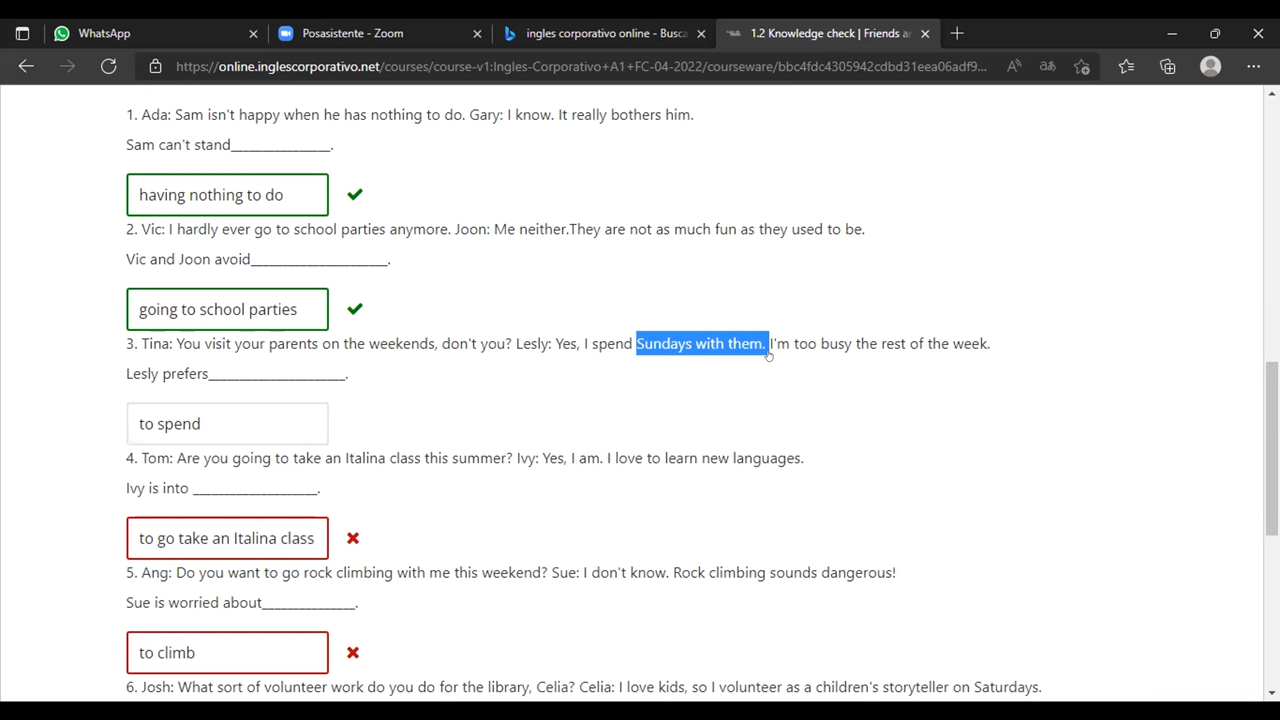 WhatsApp
Posasistente - Zoom
ingles corporativo online - Busca
1.2 Knowledge check | Friends a
https://online.inglescorporativo.net/courses/course-v1:Ingles-Corporativo+A1+FC-04-2022/courseware/bbc4fdc4305942cdbd31eea06adf9...
1. Ada: Sam isn't happy when he has nothing to do. Gary: I know. It really bothers him.
Sam can't stand_______________.
having nothing to do
2. Vic: I hardly ever go to school parties anymore. Joon: Me neither.They are not as much fun as they used to be.
Vic and Joon avoid_____________________.
going to school parties
3. Tina: You visit your parents on the weekends, don't you? Lesly: Yes, I spend Sundays with them. I'm too busy the rest of the week.
Lesly prefers_____________________.
to spend
4. Tom: Are you going to take an Italina class this summer? Ivy: Yes, I am. I love to learn new languages.
Ivy is into ___________________.
to go take an Italina class
5. Ang: Do you want to go rock climbing with me this weekend? Sue: I don't know. Rock climbing sounds dangerous!
Sue is worried about______________.
to climb
6. Josh: What sort of volunteer work do you do for the library, Celia? Celia: I love kids, so I volunteer as a children's storyteller on Saturdays.